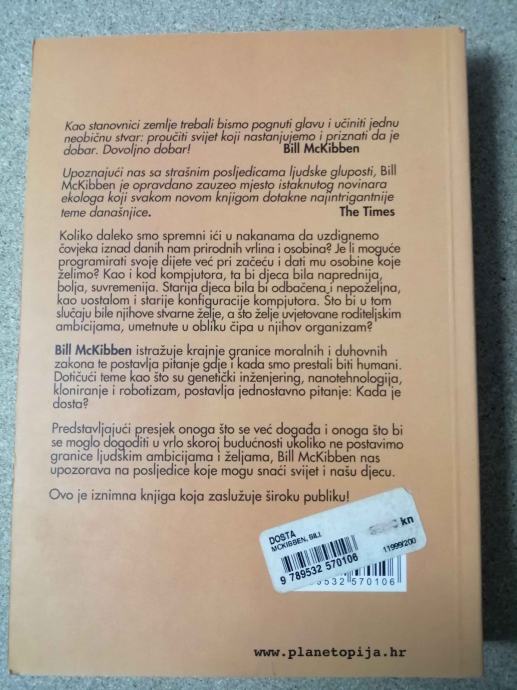 Kao stanovnici zemlje trebali bismo pognuti glavu i učiniti jednu
neobičnu stvar: proučiti svijet koji nastanjujemo i priznati da je
dobar. Dovoljno dobar! Bill McKibben
Upoznajući nas sa strašnim posljedicama ljudske gluposti, Bill
McKibben je opravdano zauzeo mjesto istaknutog novinara
ekologa koji svakom novom knjigom dotakne najintrigantnije
teme današnjice. The Times
Koliko daleko smo spremni ići u nakanama da uzdignemo
čovjeka iznad danih nam prirodnih vrlina i osobina? Je li moguće
programirati svoje dijete već pri začeću i dati mu osobine koje
želimo? Kao i kod kompjutora, ta bi djeca bila naprednija,
bolja, suvremenija. Starija djeca bila bi odbačena i nepoželjna,
kao uostalom i starije konfiguracije kompjutora. Što bi u tom
slučaju bile njihove stvarne želje, a što želje uvjetovane roditeljskim
ambicijama, umetnute u obliku čipa u njihov organizam?
Bill McKibben istražuje krajnje granice moralnih i duhovnih
zakona te postavlja pitanje gdje i kada smo prestali biti humani.
Dotičući teme kao što su genetički inženjering, nanotehnologija,
kloniranje i robotizam, postavlja jednostavno pitanje: Kada je
dosta?
Predstavljajući presjek onoga što se već događa i onoga što bi
se moglo dogoditi u vrlo skoroj budućnosti ukoliko ne postavimo
granice ljudskim ambicijama i željama, Bill McKibben nas
upozorava na posljedice koje mogu snaći svijet i našu djecu.
Ovo je iznimna knjiga koja zaslužuje široku publiku!
DOSTA
MCKIBBEN, BILL
kn
9 789532 570106
11999/200
9532 570106
www.planetopija.hr